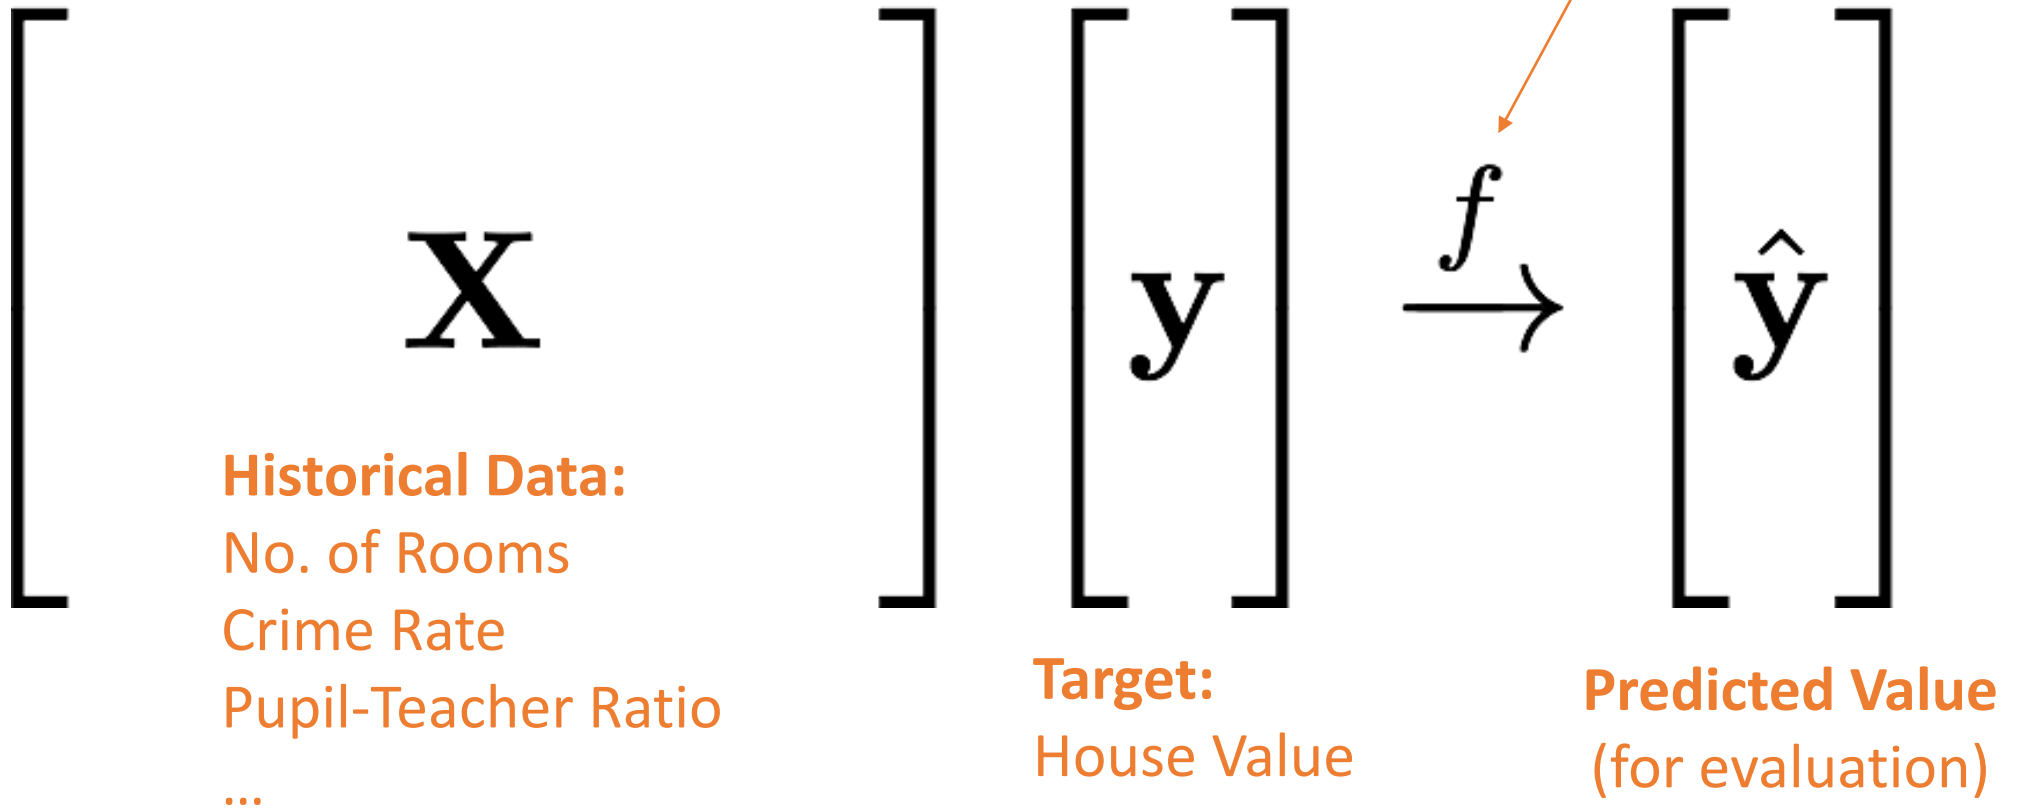 X
y
f
ŷ
Historical Data:
No. of Rooms
Crime Rate
Pupil-Teacher Ratio
...
Target:
House Value
Predicted Value
(for evaluation)